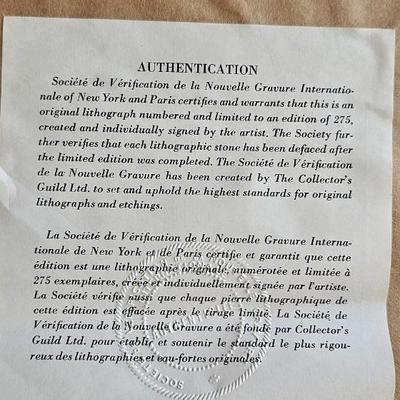 AUTHENTICATION
Société de Vérification de la Nouvelle Gravure Internatio-
nale of New York and Paris certifies and warrants that this is an
original lithograph numbered and limited to an edition of 275,
created and individually signed by the artist. The Society fur-
ther verifies that each lithographic stone has been defaced after
the limited edition was completed. The Société de Vérification
de la Nouvelle Gravure has been created by The Collector's
Guild Ltd. to set and uphold the highest standards for original
lithographs and etchings.
La Société de Vérification de la Nouvelle Gravure Interna-
tionale de New York et de Paris certifie et garantit que cette
édition est une lithographie originale, numérotée et limitée à
275 exemplaires, créée et individuellement signée par l'artiste.
La Société vérifie aussi que chaque pierre lithographique de
cette édition est effacée après le tirage limité. La Société de
Vérification de la Nouvelle Gravure a été fondé par Collector's
Guild Ltd. pour établir et soutenir le standard le plus rigou-
reux des lithographies et equ-fortes originales.